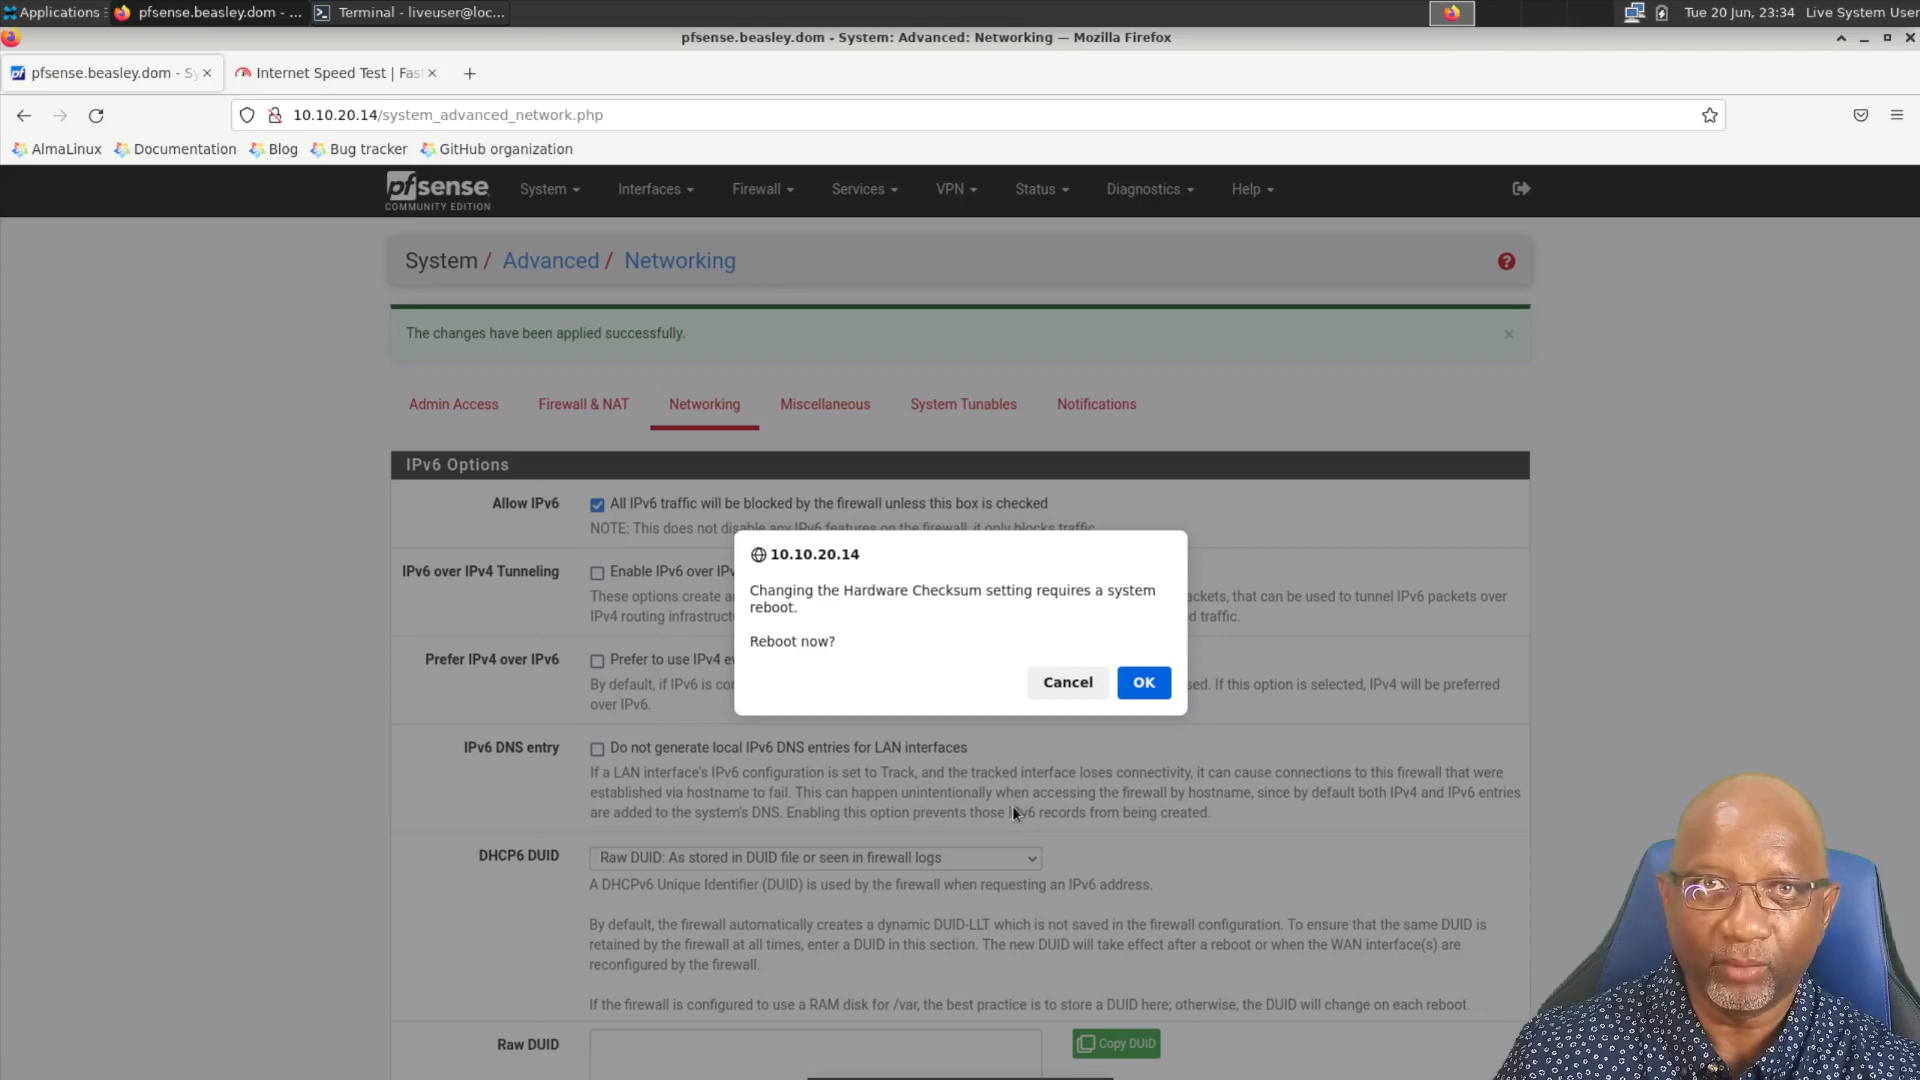 Applications
pfsense.beasley.dom - ...
Terminal - liveuser@loc...
Tue 20 Jun, 23:34
Live System User
pfsense.beasley.dom - System: Advanced: Networking — Mozilla Firefox
pfsense.beasley.dom - Sy
Internet Speed Test | Fast
10.10.20.14/system_advanced_network.php
AlmaLinux
Documentation
Blog
Bug tracker
GitHub organization
pfsense
COMMUNITY EDITION
System
Interfaces
Firewall
Services
VPN
Status
Diagnostics
Help
System / Advanced / Networking
The changes have been applied successfully.
Admin Access
Firewall & NAT
Networking
Miscellaneous
System Tunables
Notifications
IPv6 Options
Allow IPv6
All IPv6 traffic will be blocked by the firewall unless this box is checked
NOTE: This does not disable any IPv6 features on the firewall, it only blocks traffic.
IPv6 over IPv4 Tunneling
Enable IPv6 over IPv
These options create a
ackets, that can be used to tunnel IPv6 packets over
IPv4 routing infrastruct
d traffic.
Prefer IPv4 over IPv6
Prefer to use IPv4 ev
By default, if IPv6 is con
sed. If this option is selected, IPv4 will be preferred
over IPv6.
10.10.20.14
Changing the Hardware Checksum setting requires a system
reboot.
Reboot now?
Cancel
OK
IPv6 DNS entry
Do not generate local IPv6 DNS entries for LAN interfaces
If a LAN interface's IPv6 configuration is set to Track, and the tracked interface loses connectivity, it can cause connections to this firewall that were
established via hostname to fail. This can happen unintentionally when accessing the firewall by hostname, since by default both IPv4 and IPv6 entries
are added to the system's DNS. Enabling this option prevents those IPv6 records from being created.
DHCP6 DUID
Raw DUID: As stored in DUID file or seen in firewall logs
A DHCPv6 Unique Identifier (DUID) is used by the firewall when requesting an IPv6 address.
By default, the firewall automatically creates a dynamic DUID-LLT which is not saved in the firewall configuration. To ensure that the same DUID is
retained by the firewall at all times, enter a DUID in this section. The new DUID will take effect after a reboot or when the WAN interface(s) are
reconfigured by the firewall.
If the firewall is configured to use a RAM disk for /var, the best practice is to store a DUID here; otherwise, the DUID will change on each reboot.
Raw DUID
Copy DUID